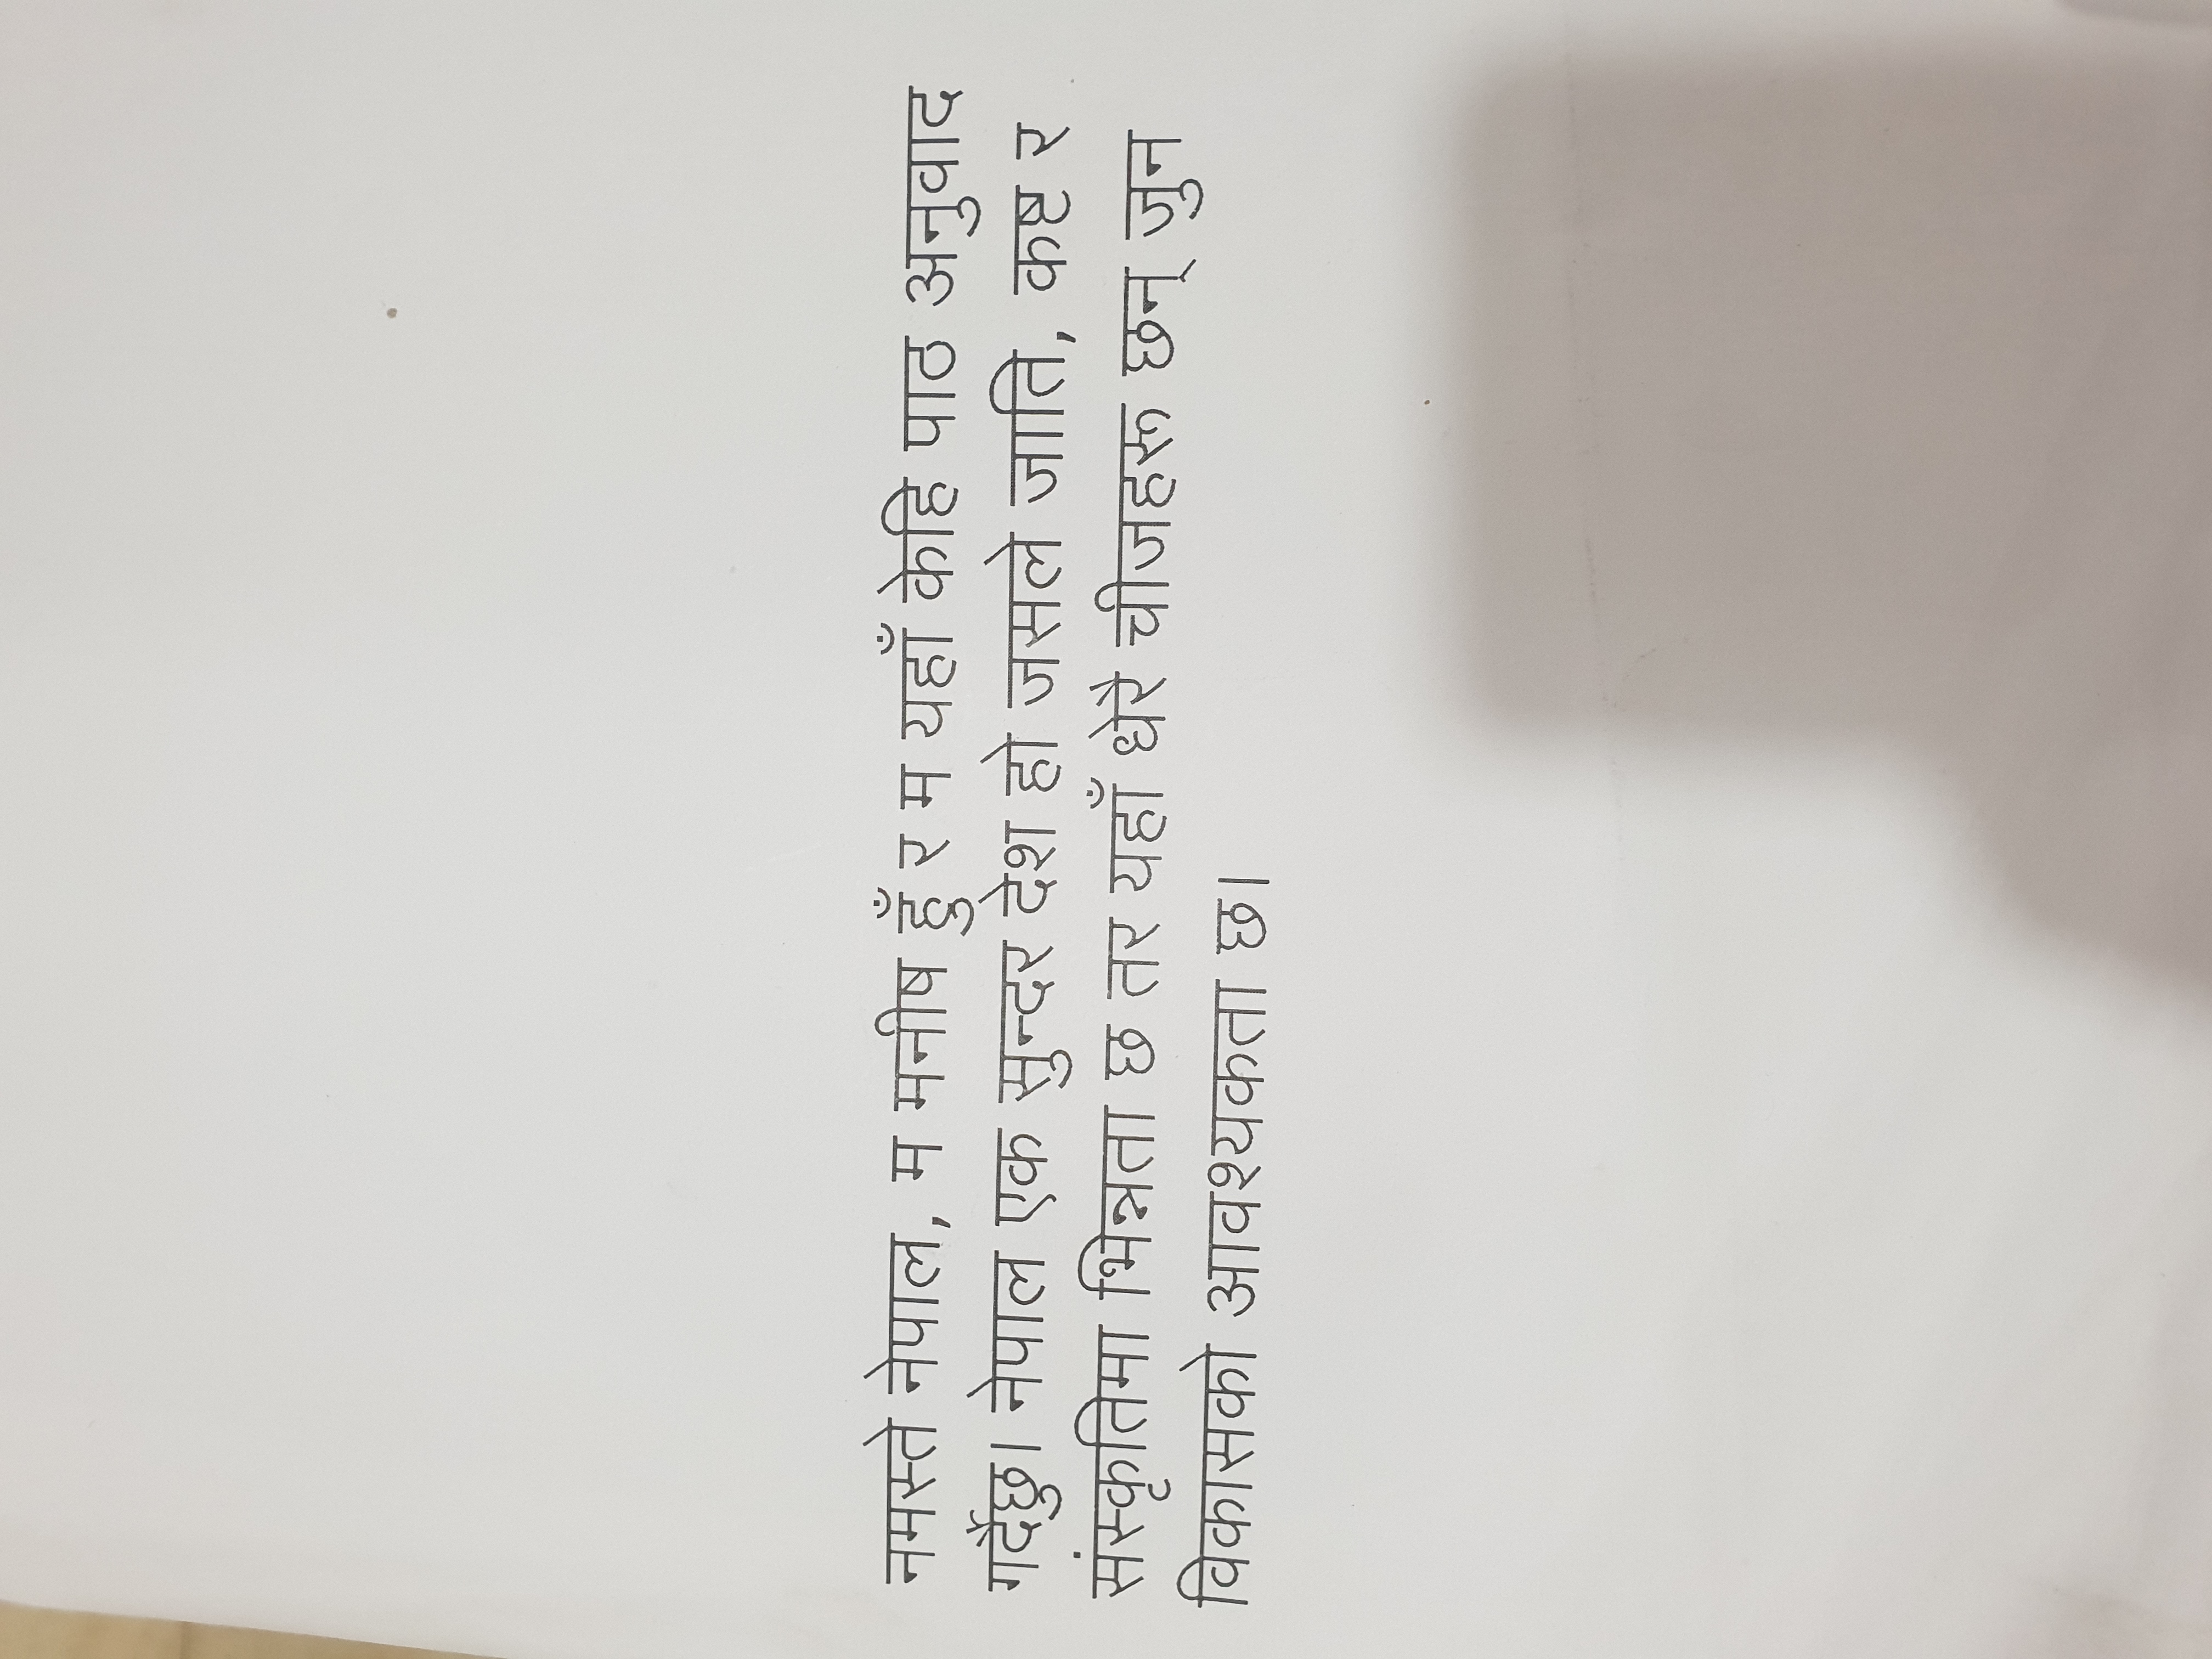 नमस्ते नेपाल, म मनीष हुँ र म यहाँ केहि पाठ अनुवाद
गर्दैछु। नेपाल एक सुन्दर देश हो जसले जाति, कष्ट र
संस्कृतिमा भिन्नता छ तर यहाँ धेरै चीजहरू छन् जुन
विकासको आवश्यकता छ।